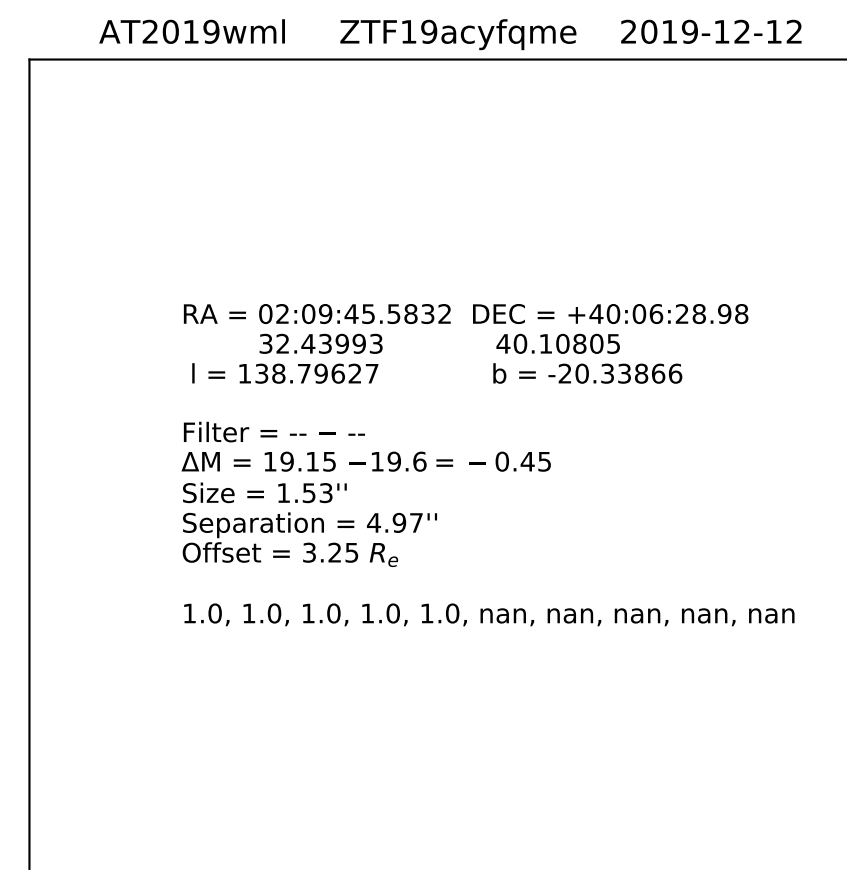 AT2019wml ZTF19acyfqme 2019-12-12
RA = 02:09:45.5832 DEC = +40:06:28.98
32.43993 40.10805
l = 138.79627 b = -20.33866
Filter = -- − --
ΔM = 19.15 −19.6 = − 0.45
Size = 1.53''
Separation = 4.97''
Offset = 3.25 Rₑ
1.0, 1.0, 1.0, 1.0, 1.0, nan, nan, nan, nan, nan